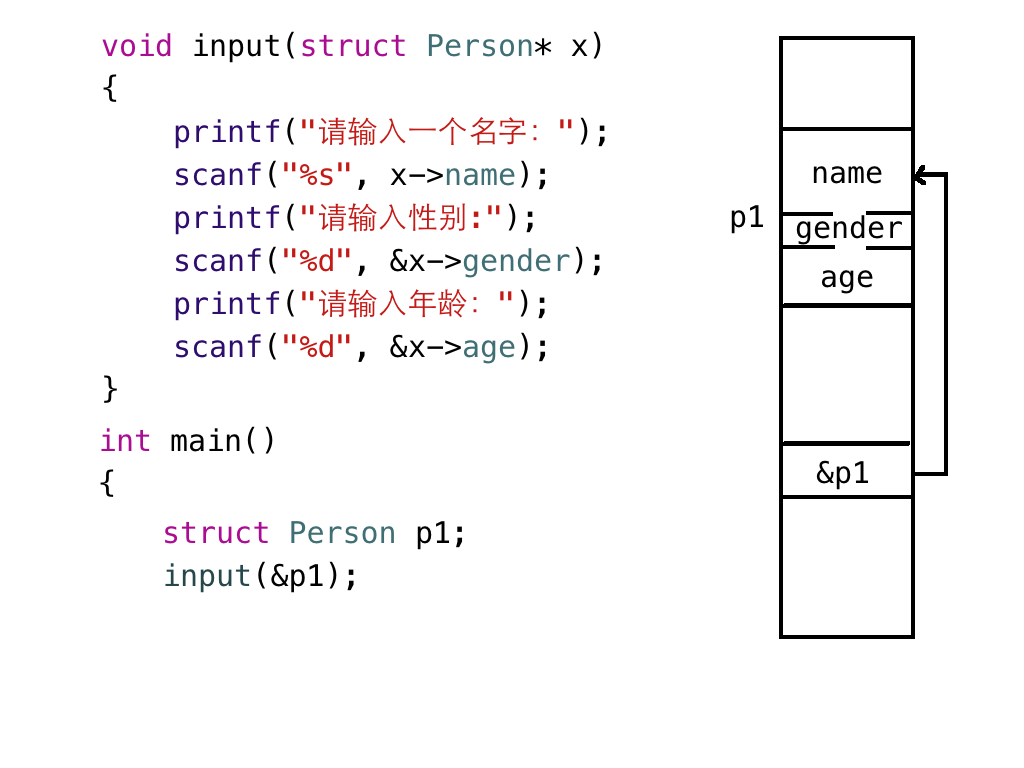 void input(struct Person* x)
{
printf("请输入一个名字: ");
scanf("%s", x->name);
printf("请输入性别:");
scanf("%d", &x->gender);
printf("请输入年龄: ");
scanf("%d", &x->age);
}
int main()
{
struct Person p1;
input(&p1);
name
p1
gender
age
&p1